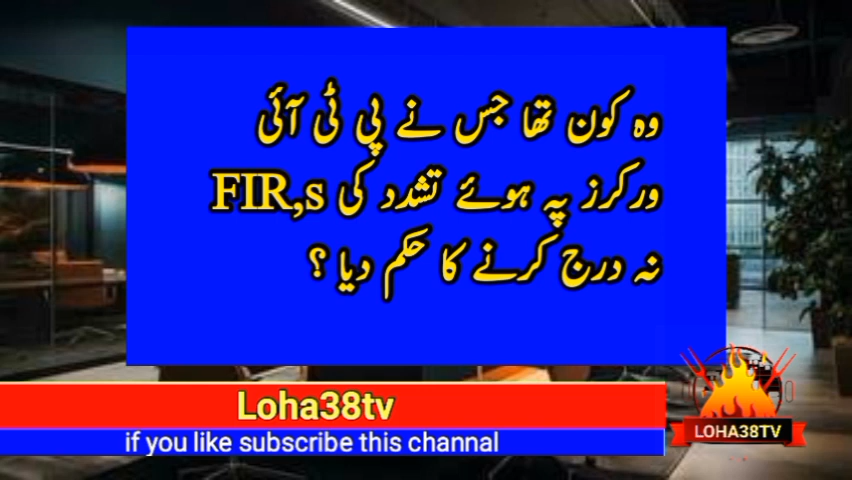 وہ کون تھا جس نے پی ٹی آئی
ورکرز پہ ہوئے تشدد کی FIR,s
نہ درج کرنے کا حکم دیا ؟
Loha38tv
if you like subscribe this channal
LOHA38TV